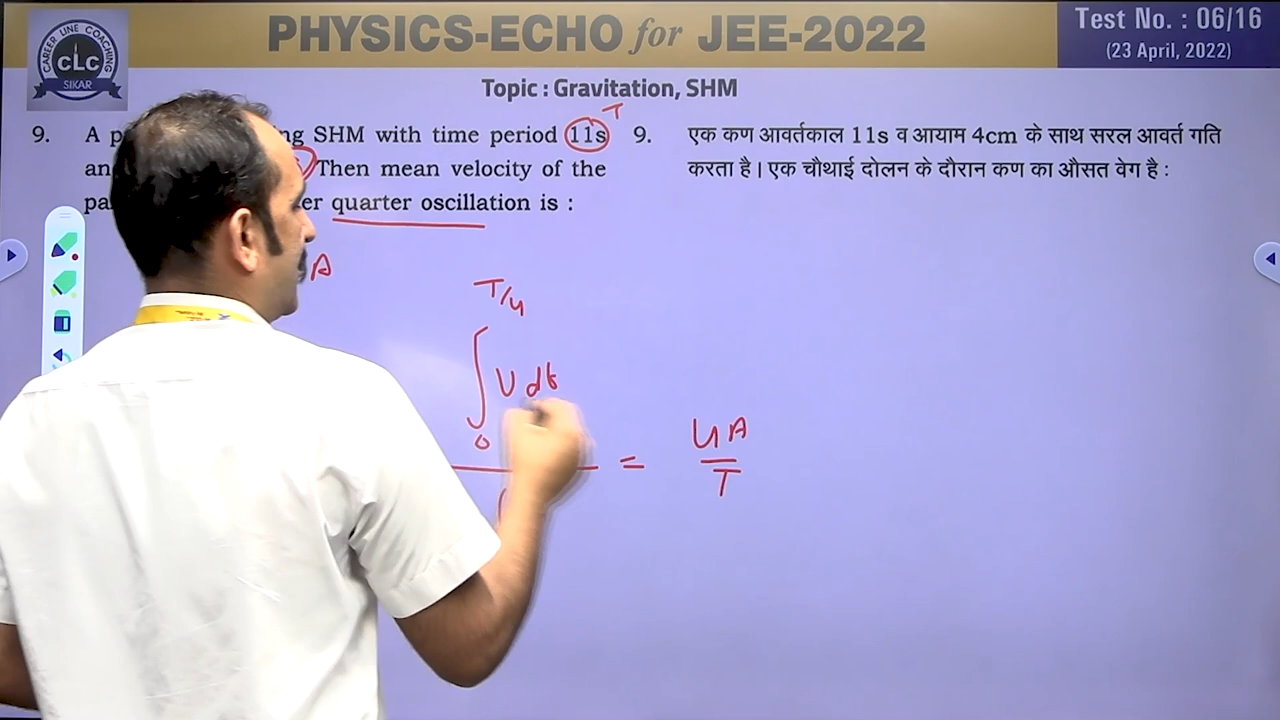 PHYSICS-ECHO for JEE-2022
Test No. : 06/16
(23 April, 2022)
CAREER LINE COACHING
CLC
SIKAR
Topic : Gravitation, SHM
9. A SHM with time period 11s
T
Then mean velocity of the
quarter oscillation is :
9. एक कण आवर्तकाल 11s व आयाम 4cm के साथ सरल आवर्त गति
करता है। एक चौथाई दोलन के दौरान कण का औसत वेग है :
A
T/4
∫ v dt
0
= 4A
T